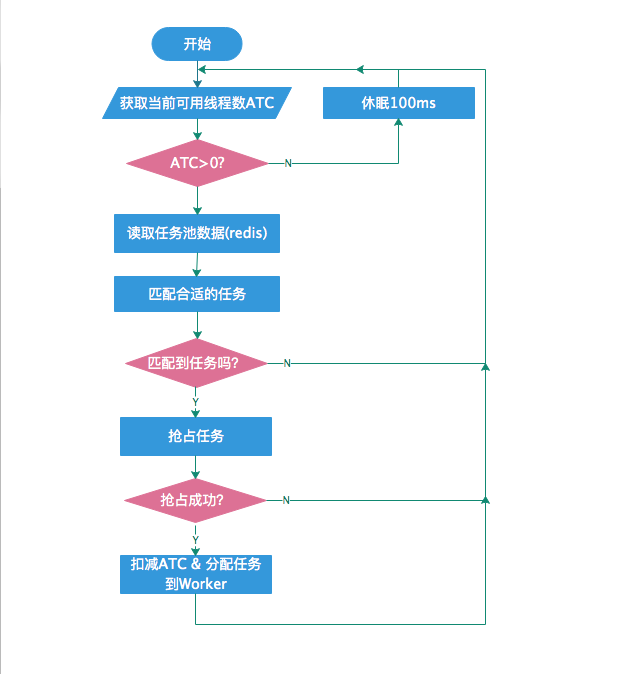 开始
获取当前可用线程数ATC
休眠100ms
ATC>0?
N
读取任务池数据(redis)
匹配合适的任务
匹配到任务吗?
N
Y
抢占任务
抢占成功?
N
Y
扣减ATC & 分配任务
到Worker